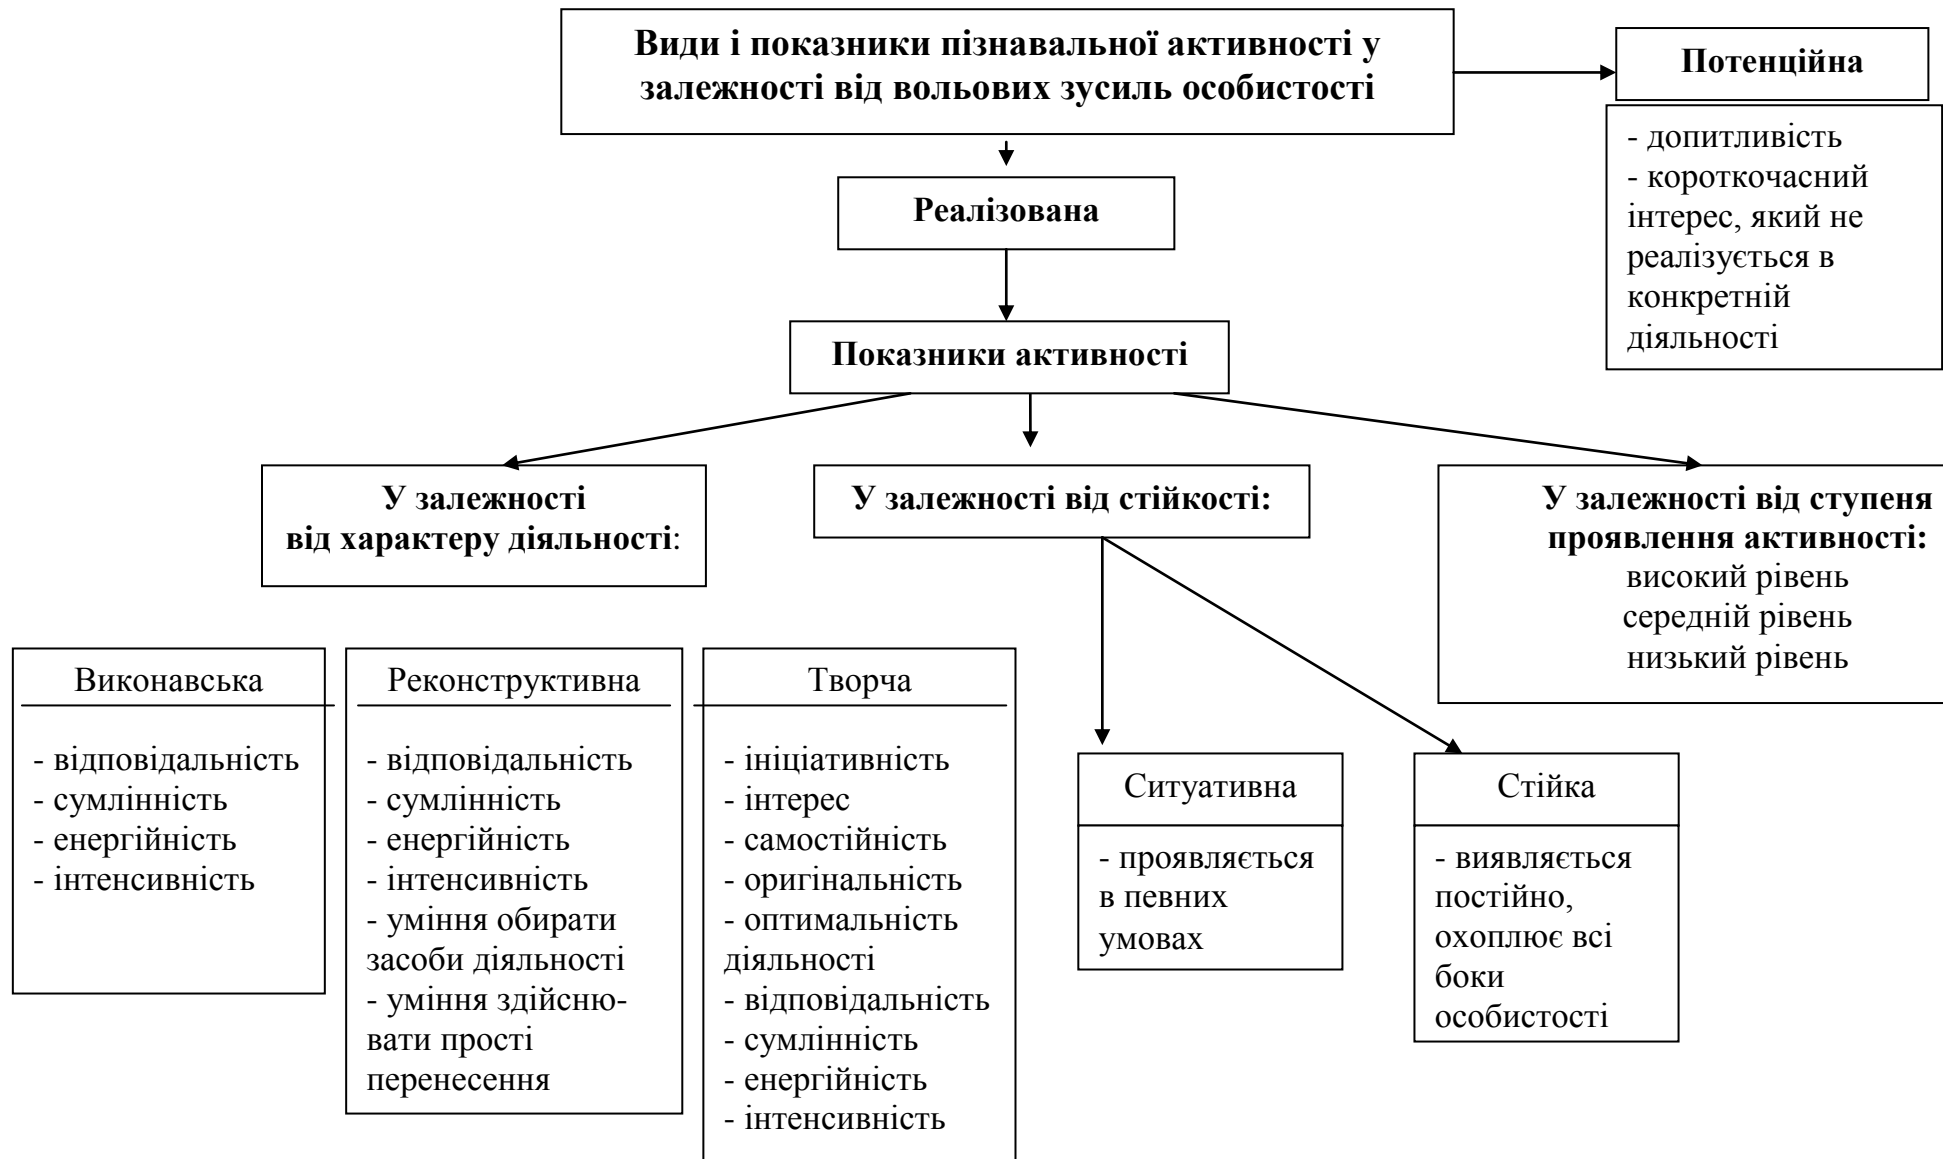 Види і показники пізнавальної активності у
залежності від вольових зусиль особистості
Потенційна
- допитливість
- короткочасний
інтерес, який не
реалізується в
конкретній
діяльності
Реалізована
Показники активності
У залежності
від характеру діяльності:
У залежності від стійкості:
У залежності від ступеня
проявлення активності:
високий рівень
середній рівень
низький рівень
Виконавська
- відповідальність
- сумлінність
- енергійність
- інтенсивність
Реконструктивна
- відповідальність
- сумлінність
- енергійність
- інтенсивність
- уміння обирати
засоби діяльності
- уміння здійсню-
вати прості
перенесення
Творча
- ініціативність
- інтерес
- самостійність
- оригінальність
- оптимальність
діяльності
- відповідальність
- сумлінність
- енергійність
- інтенсивність
Ситуативна
- проявляється
в певних
умовах
Стійка
- виявляється
постійно,
охоплює всі
боки
особистості